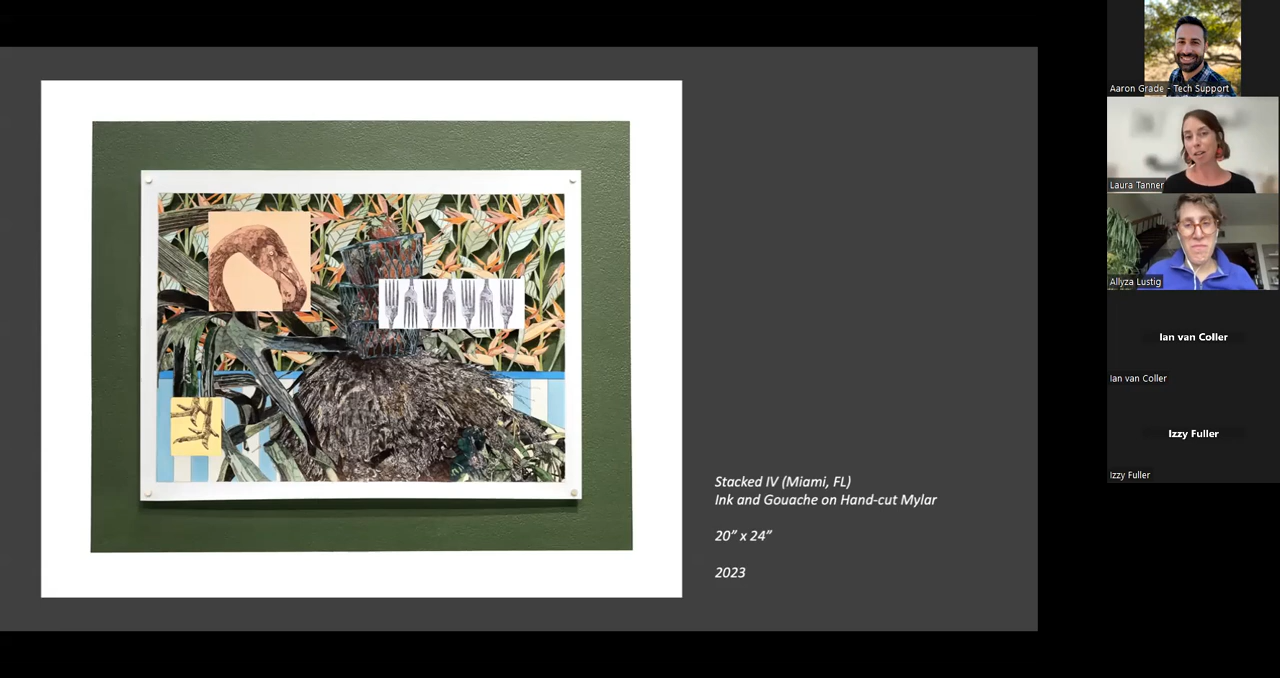 Stacked IV (Miami, FL)
Ink and Gouache on Hand-cut Mylar
20″ x 24″
2023
Aaron Grade - Tech Support
Laura Tanner
Allyza Lustig
Ian van Coller
Ian van Coller
Izzy Fuller
Izzy Fuller